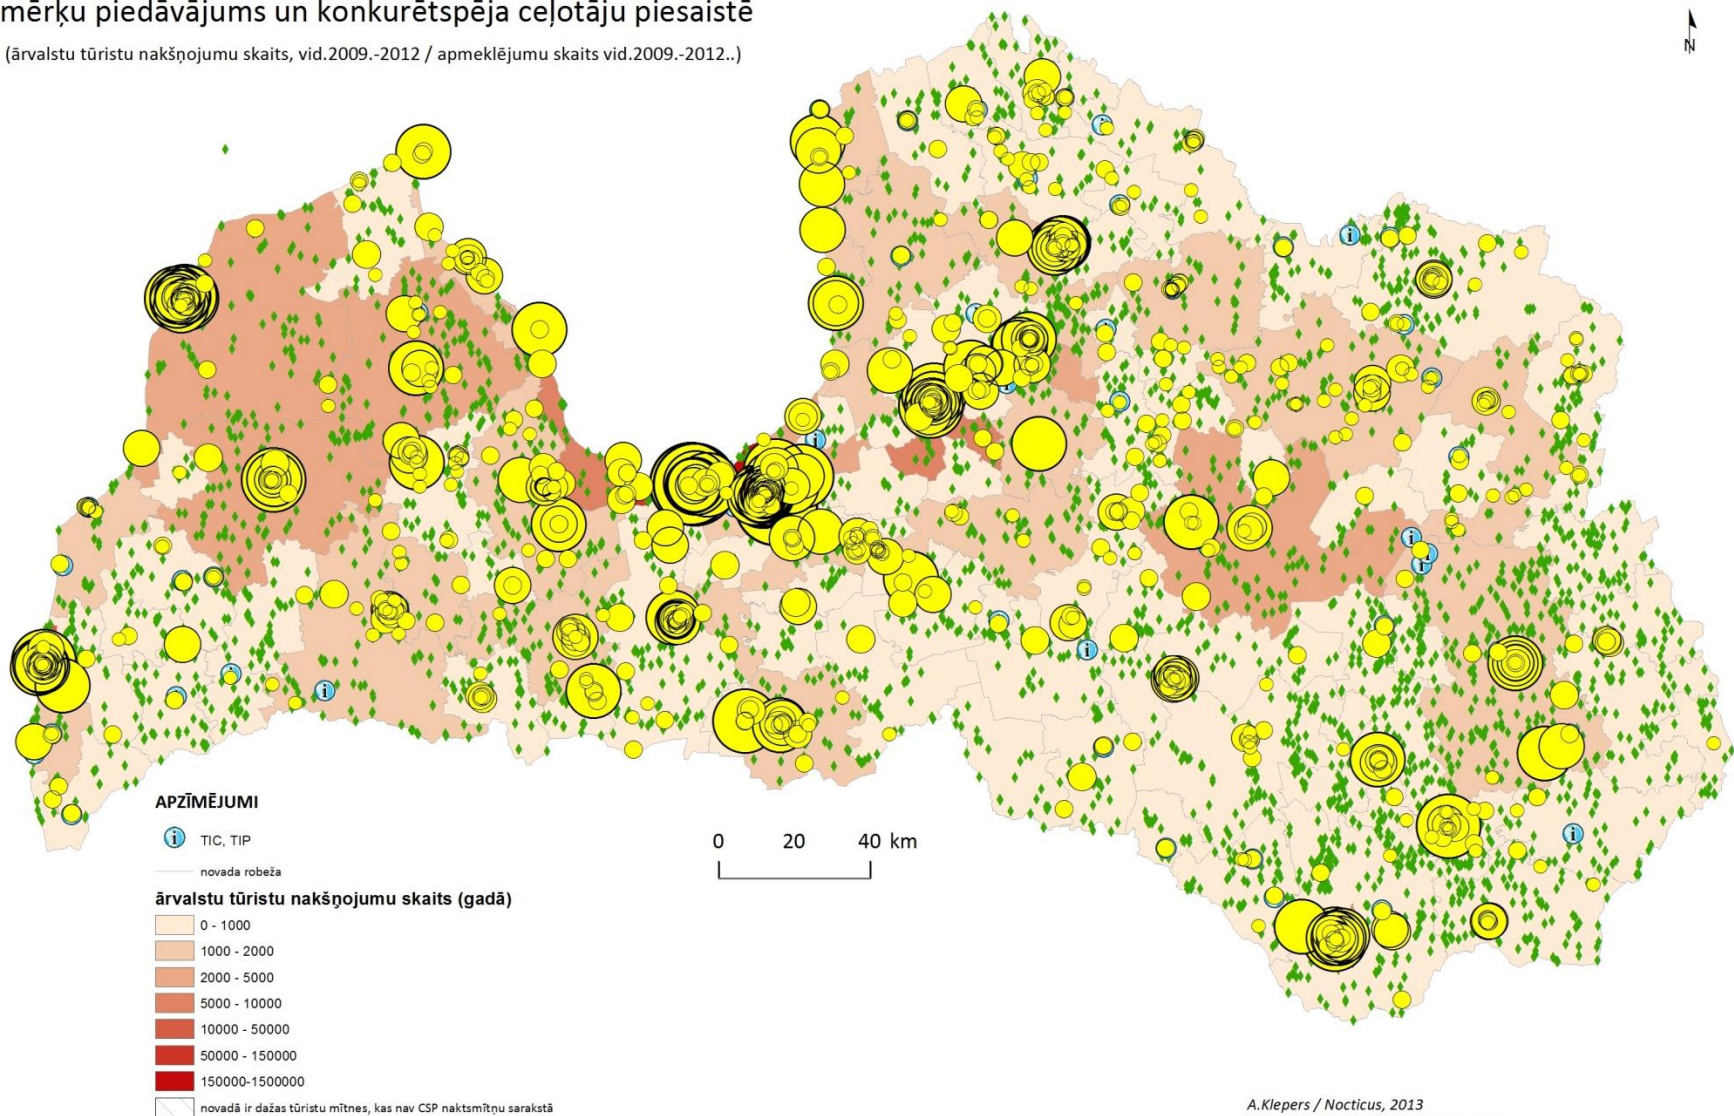 mērķu piedāvājums un konkurētspēja ceļotāju piesaistē
(ārvalstu tūristu nakšņojumu skaits, vid.2009.-2012 / apmeklējumu skaits vid.2009.-2012..)
N
APZĪMĒJUMI
i TIC, TIP
novada robeža
ārvalstu tūristu nakšņojumu skaits (gadā)
0 - 1000
1000 - 2000
2000 - 5000
5000 - 10000
10000 - 50000
50000 - 150000
150000-1500000
novadā ir dažas tūristu mītnes, kas nav CSP naktsmītņu sarakstā
0 20 40 km
A.Klepers / Nocticus, 2013